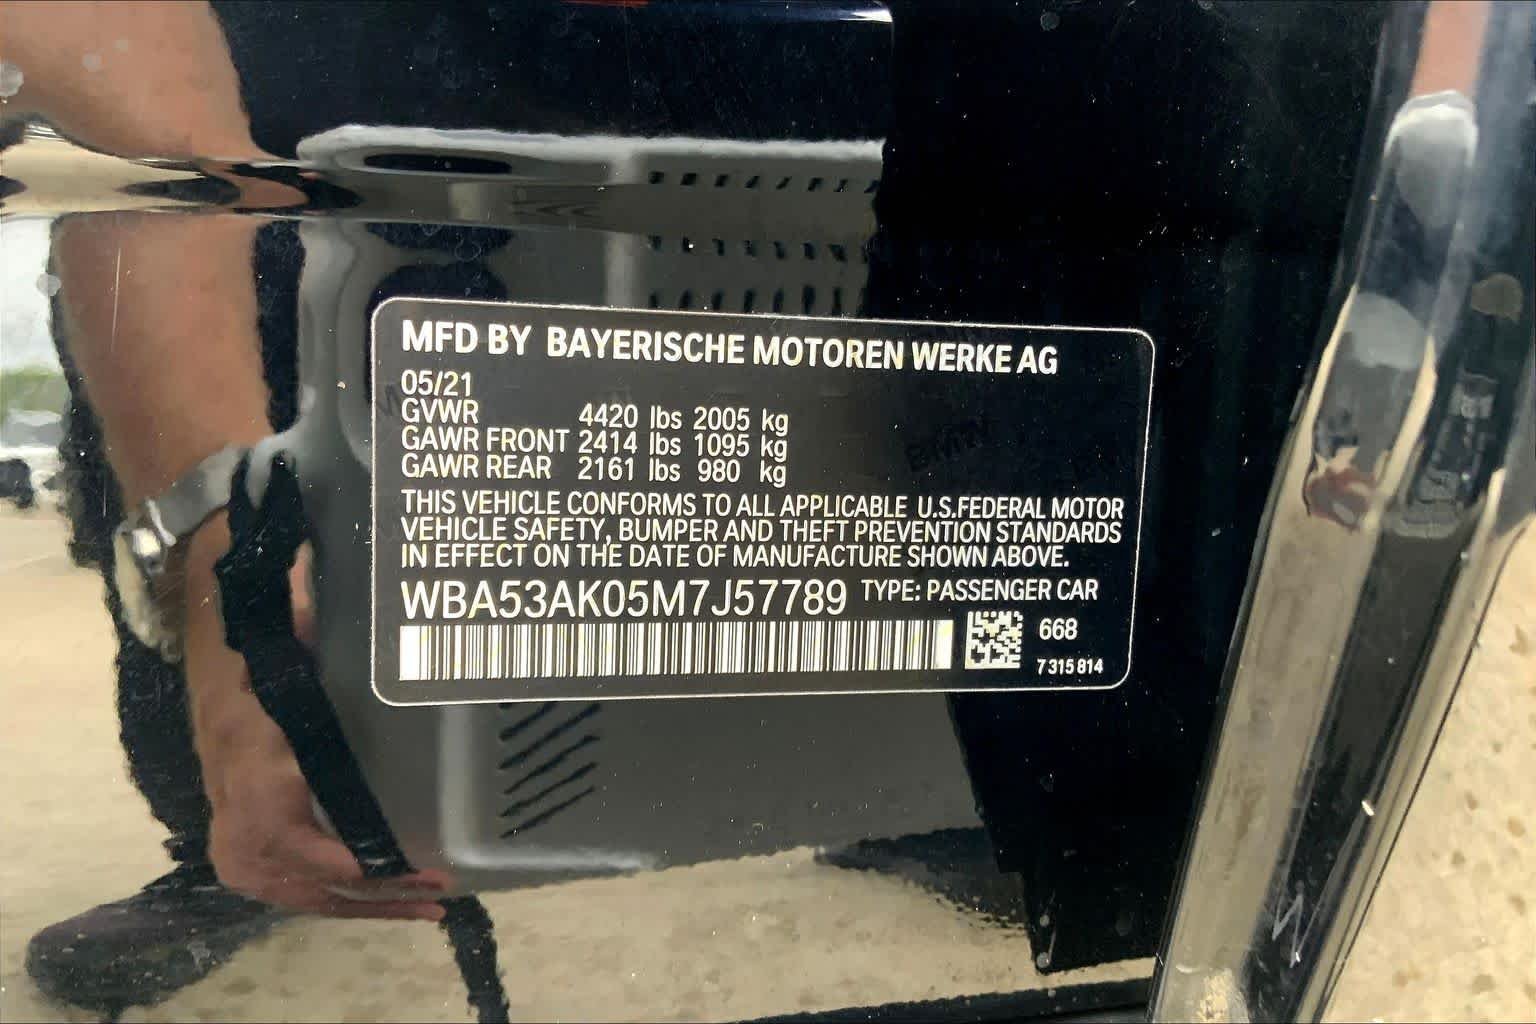 MFD BY BAYERISCHE MOTOREN WERKE AG
05/21
GVWR 4420 lbs 2005 kg
GAWR FRONT 2414 lbs 1095 kg
GAWR REAR 2161 lbs 980 kg
THIS VEHICLE CONFORMS TO ALL APPLICABLE U.S.FEDERAL MOTOR
VEHICLE SAFETY, BUMPER AND THEFT PREVENTION STANDARDS
IN EFFECT ON THE DATE OF MANUFACTURE SHOWN ABOVE.
WBA53AK05M7J57789 TYPE: PASSENGER CAR
668
7 315 814
BMW